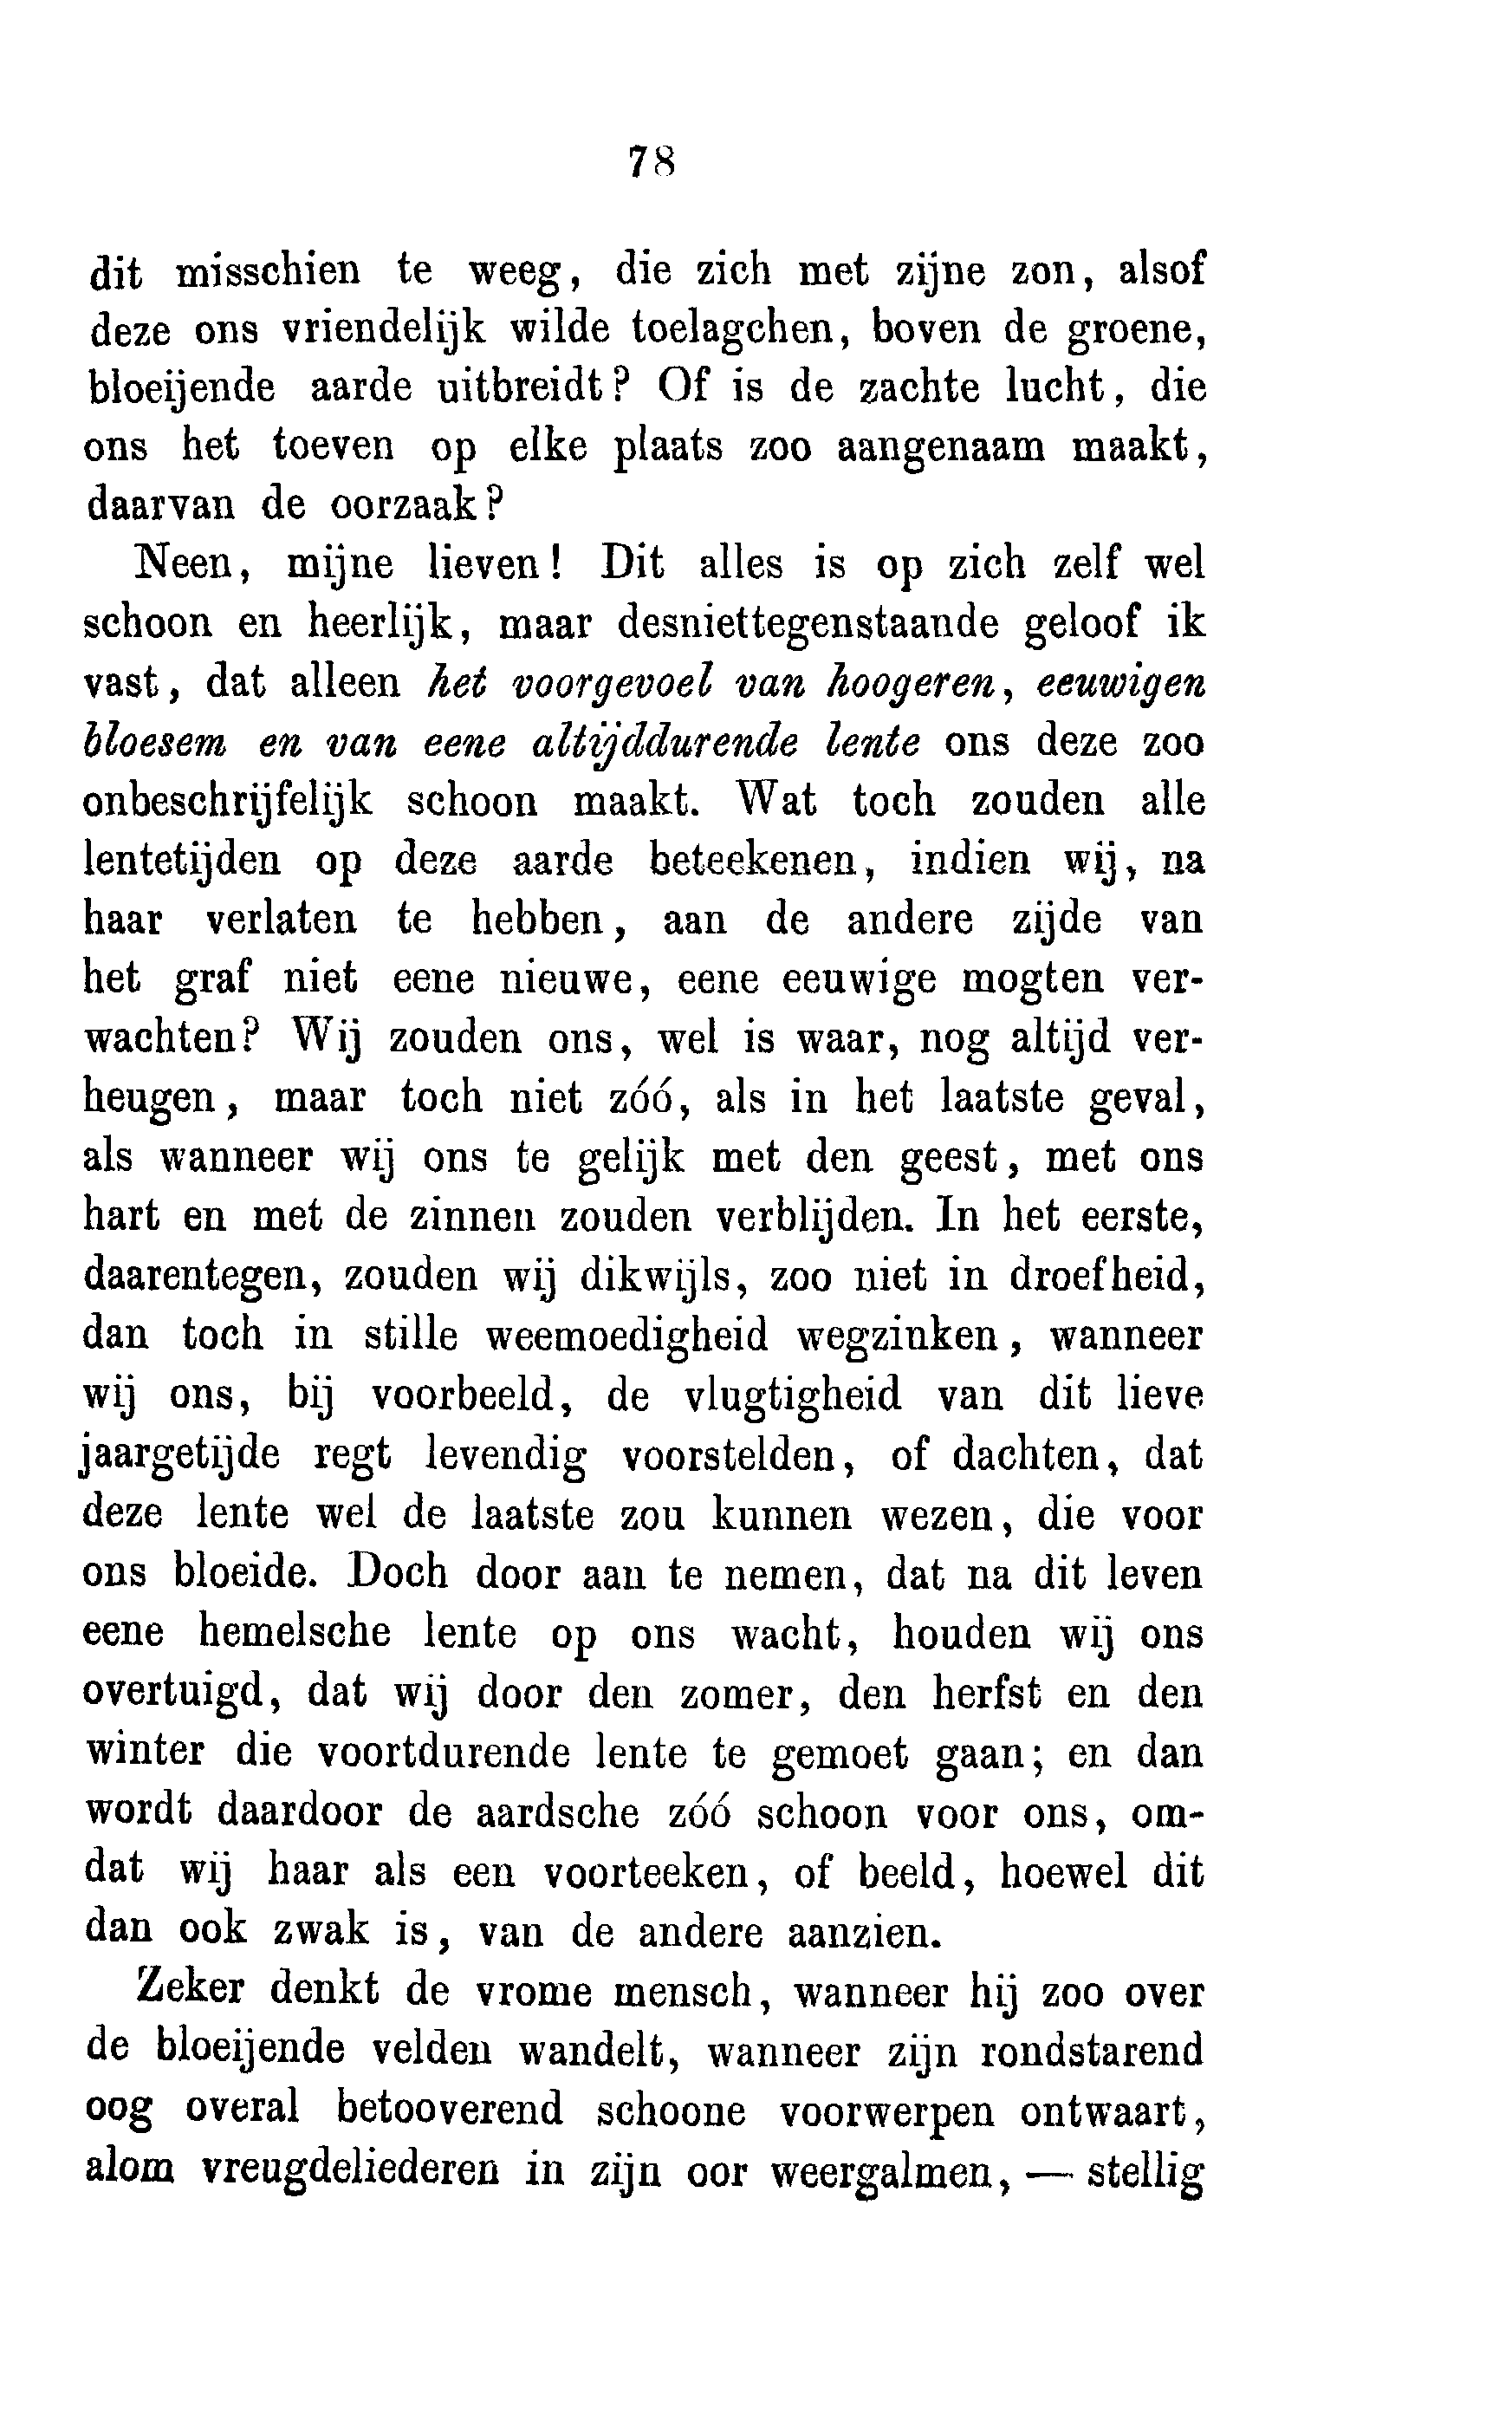 78
dit misschien te weeg, die zich met zijne zon, alsof
deze ons vriendelijk wilde toelagchen, boven de groene,
bloeijende aarde uitbreidt? Of is de zachte lucht, die
ons het toeven op elke plaats zoo aangenaam maakt,
daarvan de oorzaak?
Neen, mijne lieven! Dit alles is op zich zelf wel
schoon en heerlijk, maar desniettegenstaande geloof ik
vast, dat alleen het voorgevoel van hoogeren, eeuwigen
bloesem en van eene altijddurende lente ons deze zoo
onbeschrijfelijk schoon maakt. Wat toch zouden alle
lentetijden op deze aarde beteekenen, indien wij, na
haar verlaten te hebben, aan de andere zijde van
het graf niet eene nieuwe, eene eeuwige mogten ver-
wachten? Wij zouden ons, wel is waar, nog altijd ver-
heugen, maar toch niet zóó, als in het laatste geval,
als wanneer wij ons te gelijk met den geest, met ons
hart en met de zinnen zouden verblijden. In het eerste,
daarentegen, zouden wij dikwijls, zoo niet in droefheid,
dan toch in stille weemoedigheid wegzinken, wanneer
wij ons, bij voorbeeld, de vlugtigheid van dit lieve
jaargetijde regt levendig voorstelden, of dachten, dat
deze lente wel de laatste zou kunnen wezen, die voor
ons bloeide. Doch door aan te nemen, dat na dit leven
eene hemelsche lente op ons wacht, houden wij ons
overtuigd, dat wij door den zomer, den herfst en den
winter die voortdurende lente te gemoet gaan; en dan
wordt daardoor de aardsche zóó schoon voor ons, om-
dat wij haar als een voorteeken, of beeld, hoewel dit
dan ook zwak is, van de andere aanzien.
Zeker denkt de vrome mensch, wanneer hij zoo over
de bloeijende velden wandelt, wanneer zijn rondstarend
oog overal betooverend schoone voorwerpen ontwaart,
alom vreugdeliederen in zijn oor weergalmen, — stellig